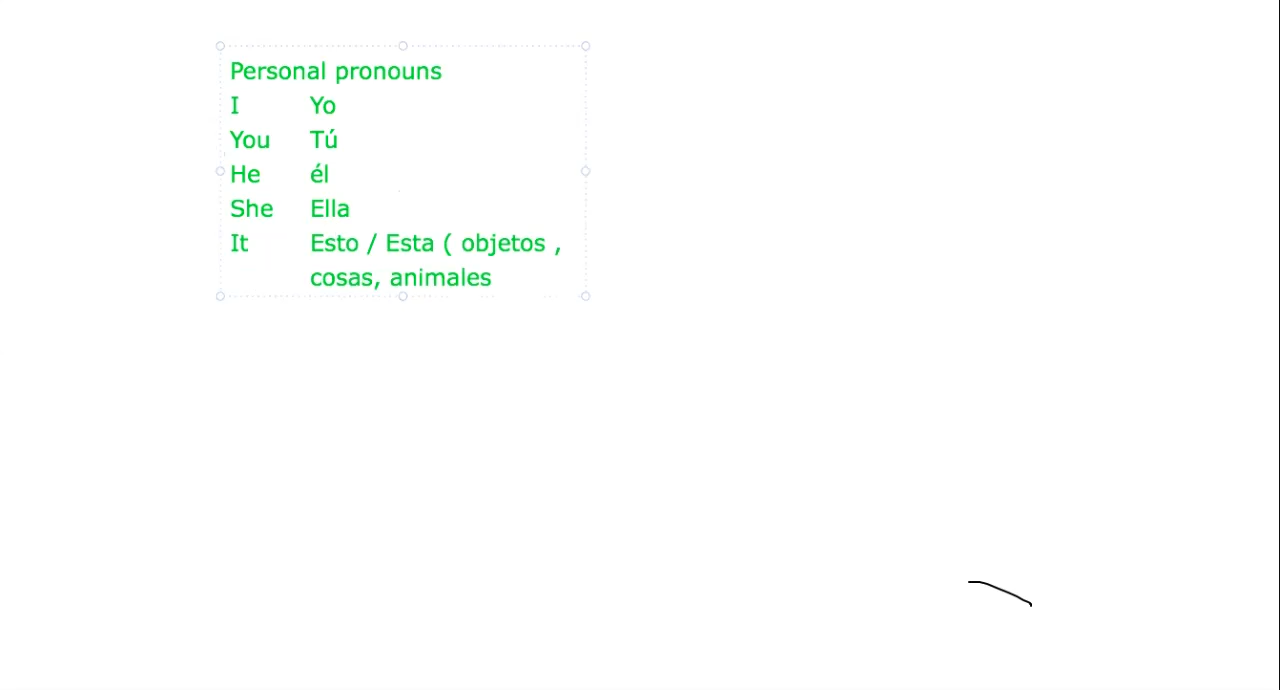 Personal pronouns
I Yo
You Tú
He él
She Ella
It Esto / Esta ( objetos ,
cosas, animales